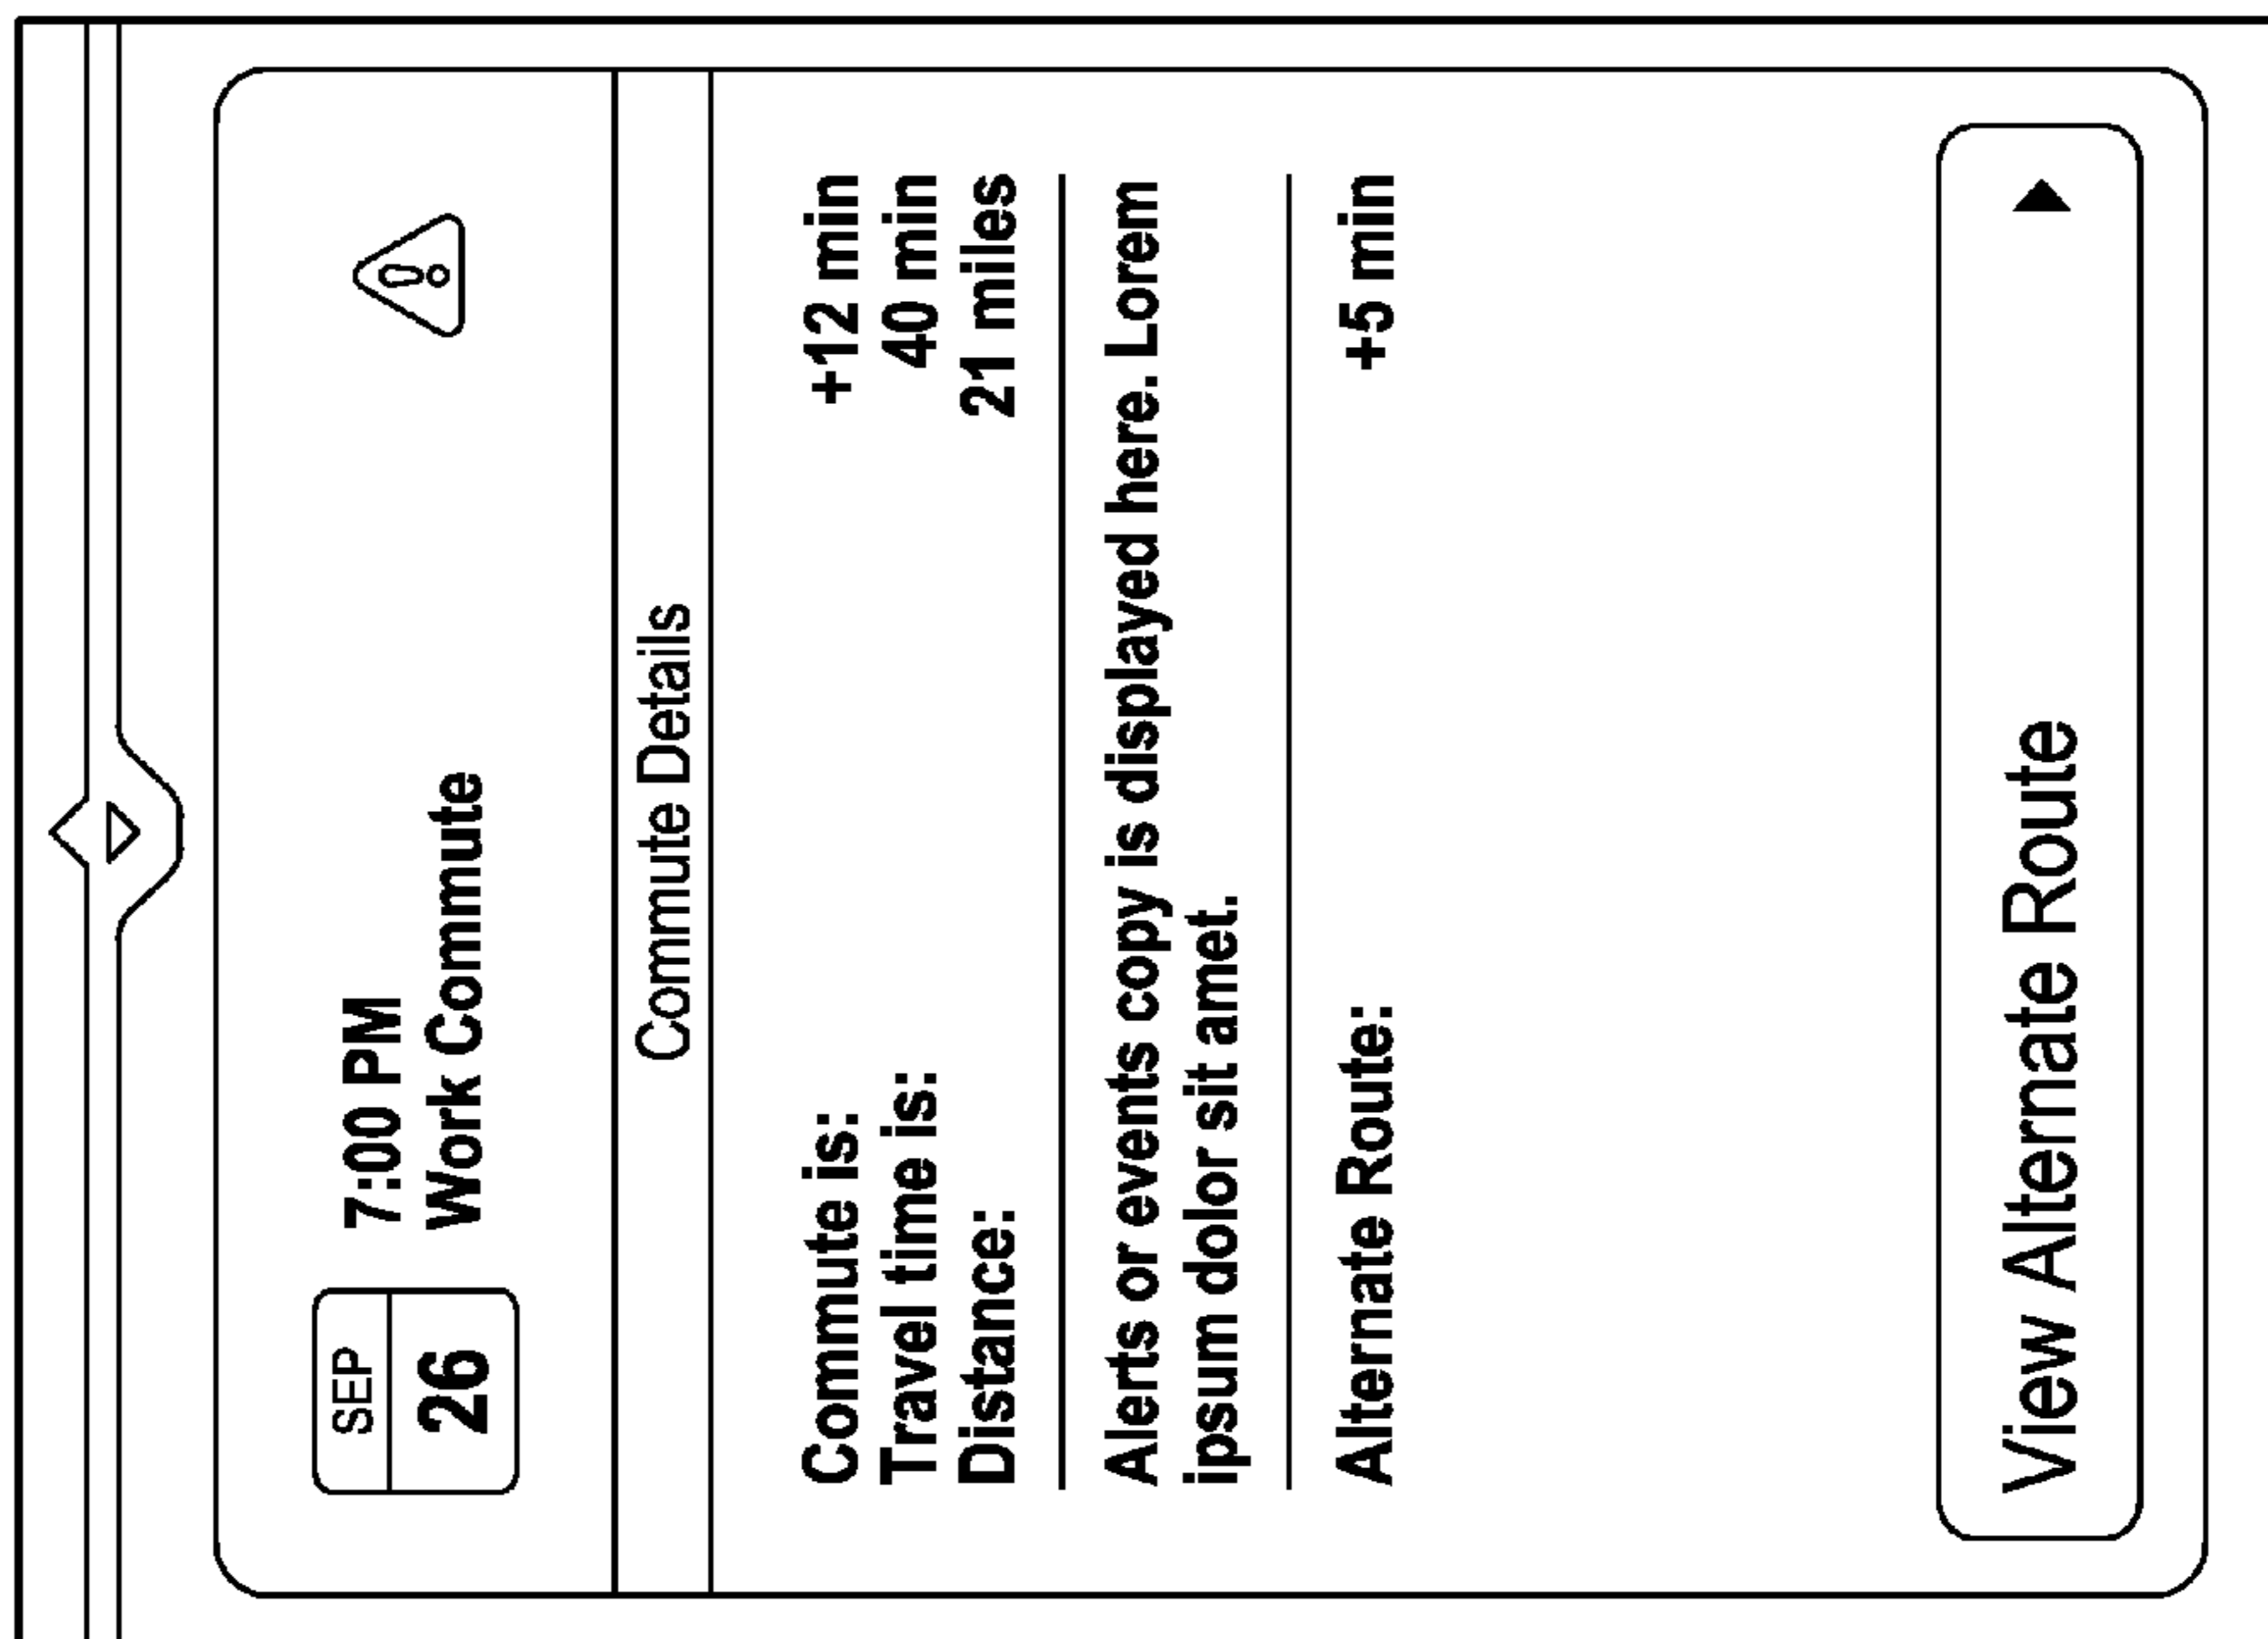 SEP
26
7:00 PM
Work Commute
Commute Details
Commute is: +12 min
Travel time is: 40 min
Distance: 21 miles
Alerts or events copy is displayed here. Lorem
ipsum dolor sit amet.
Alternate Route: +5 min
View Alternate Route